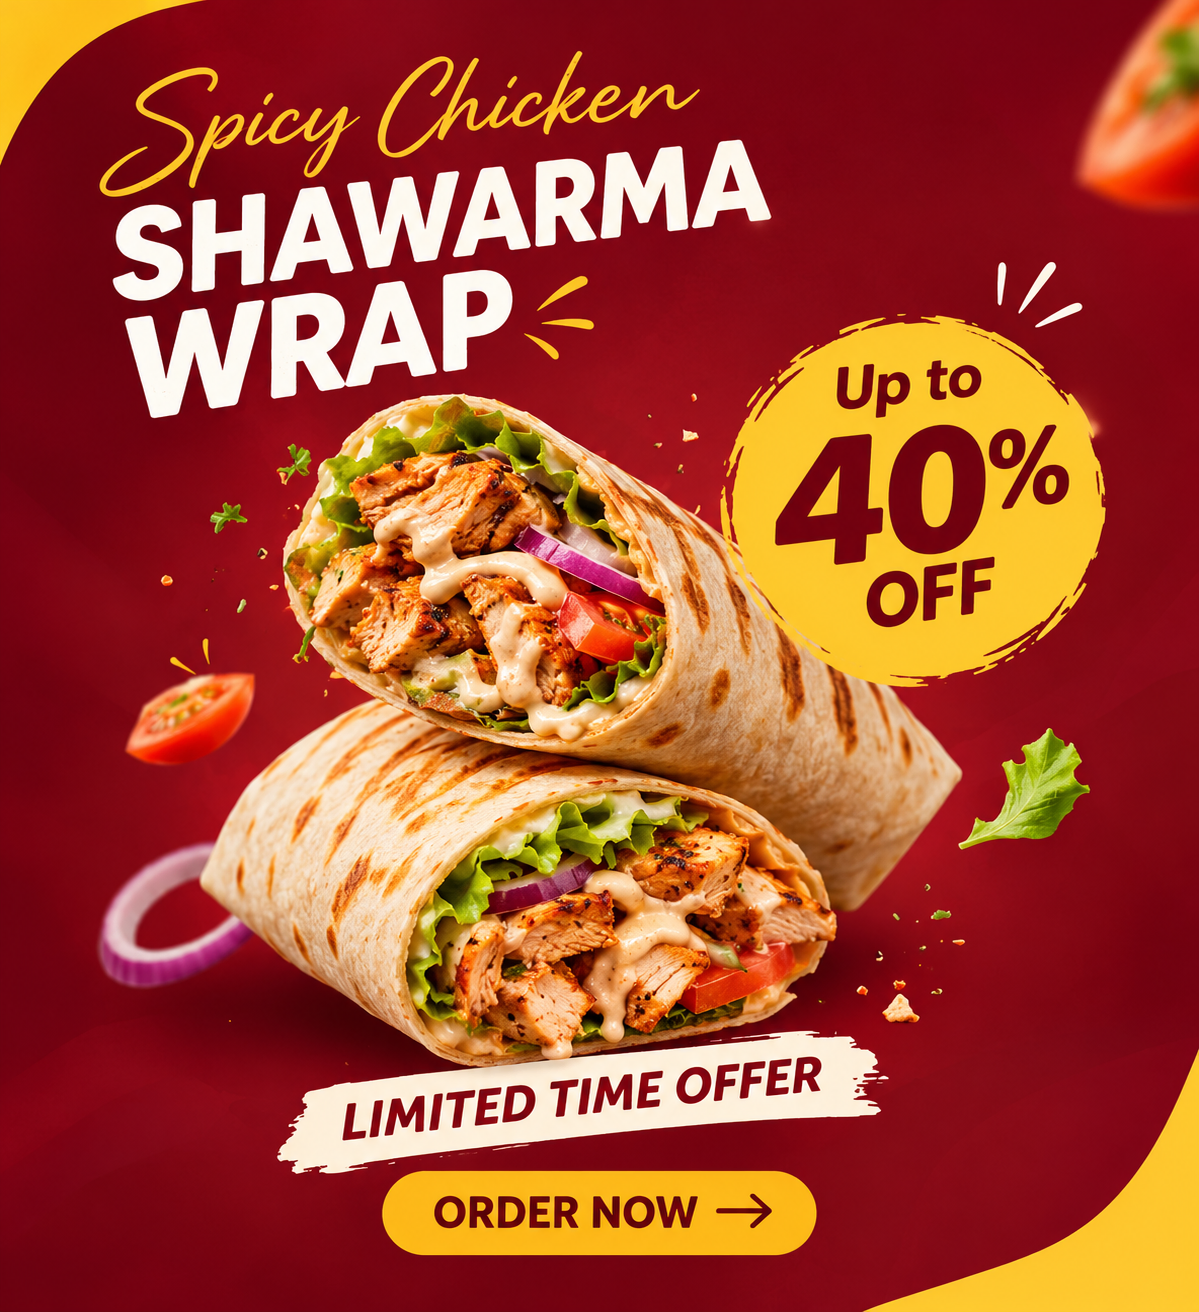 Spicy Chicken
SHAWARMA
WRAP
Up to
40%
OFF
LIMITED TIME OFFER
ORDER NOW →